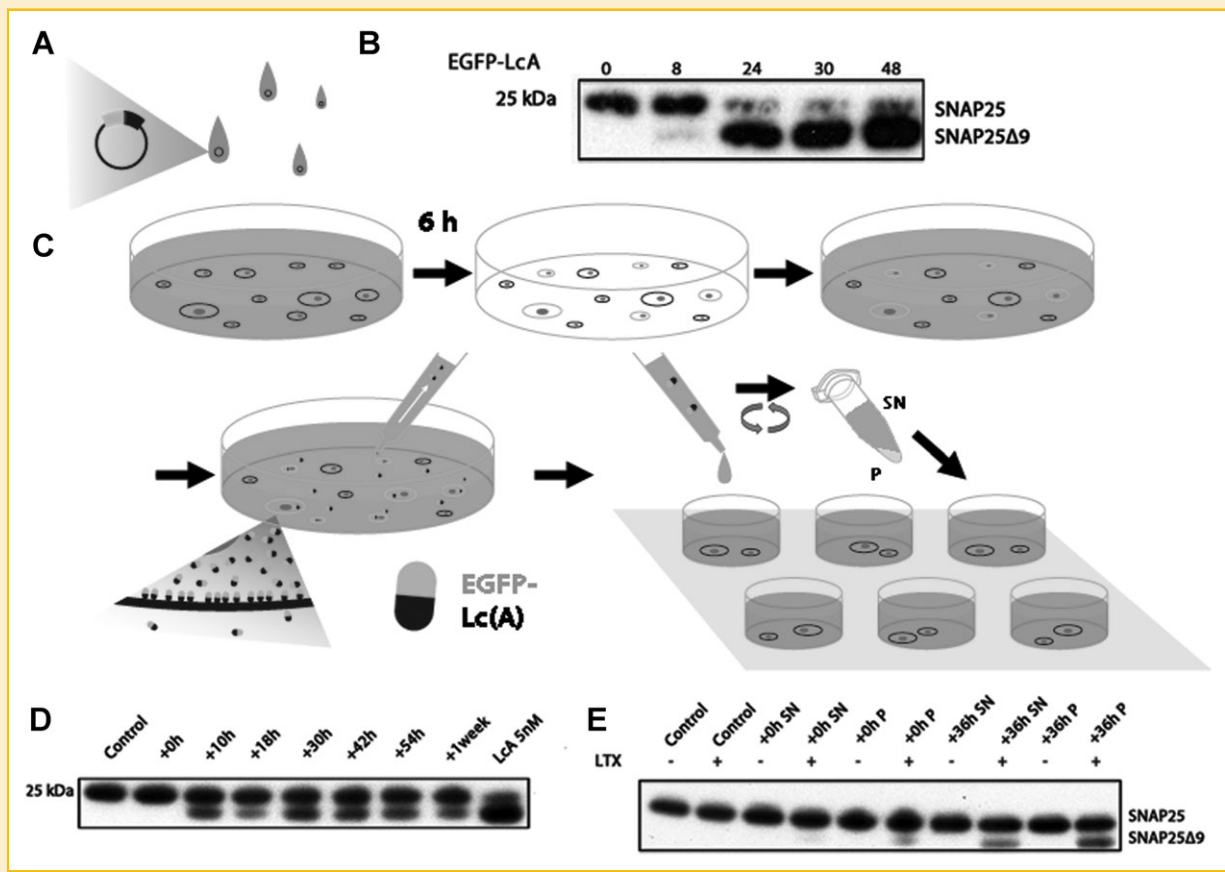 A
B
EGFP-LcA 0 8 24 30 48
25 kDa
SNAP25
SNAP25Δ9
C
6 h
SN
P
EGFP-
Lc(A)
D
Control +0h +10h +18h +30h +42h +54h +1week LcA 5nM
25 kDa
E
Control Control +0h SN +0h SN +0h P +0h P +36h SN +36h SN +36h P +36h P
LTX - + - + - + - + - +
SNAP25
SNAP25Δ9